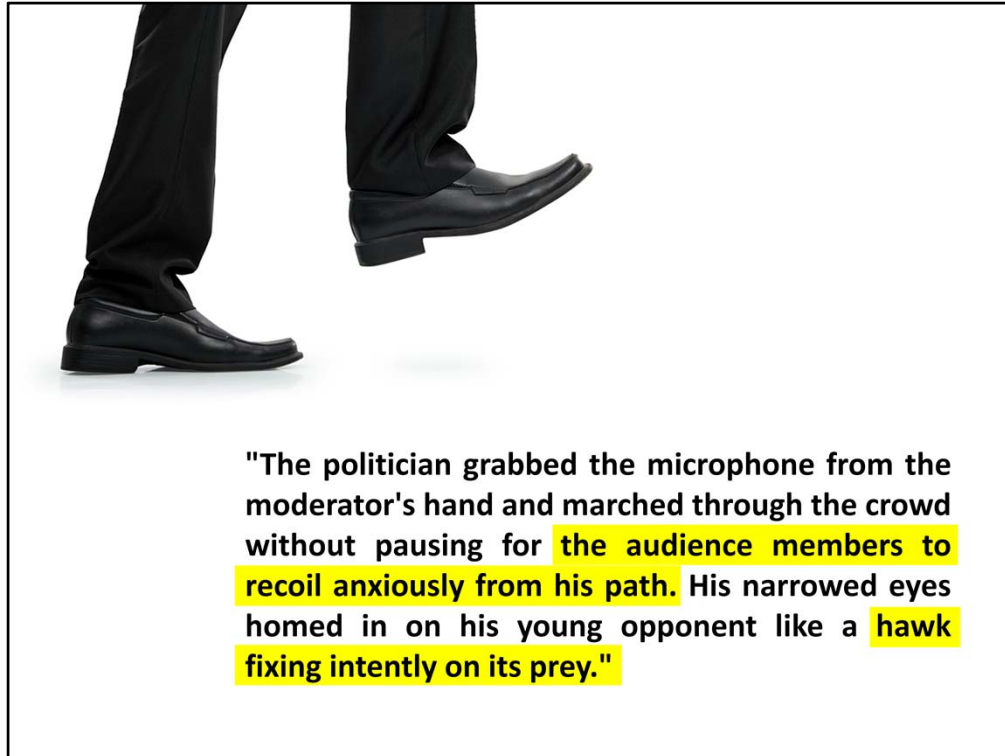 "The politician grabbed the microphone from the
moderator's hand and marched through the crowd
without pausing for the audience members to
recoil anxiously from his path. His narrowed eyes
homed in on his young opponent like a hawk
fixing intently on its prey."